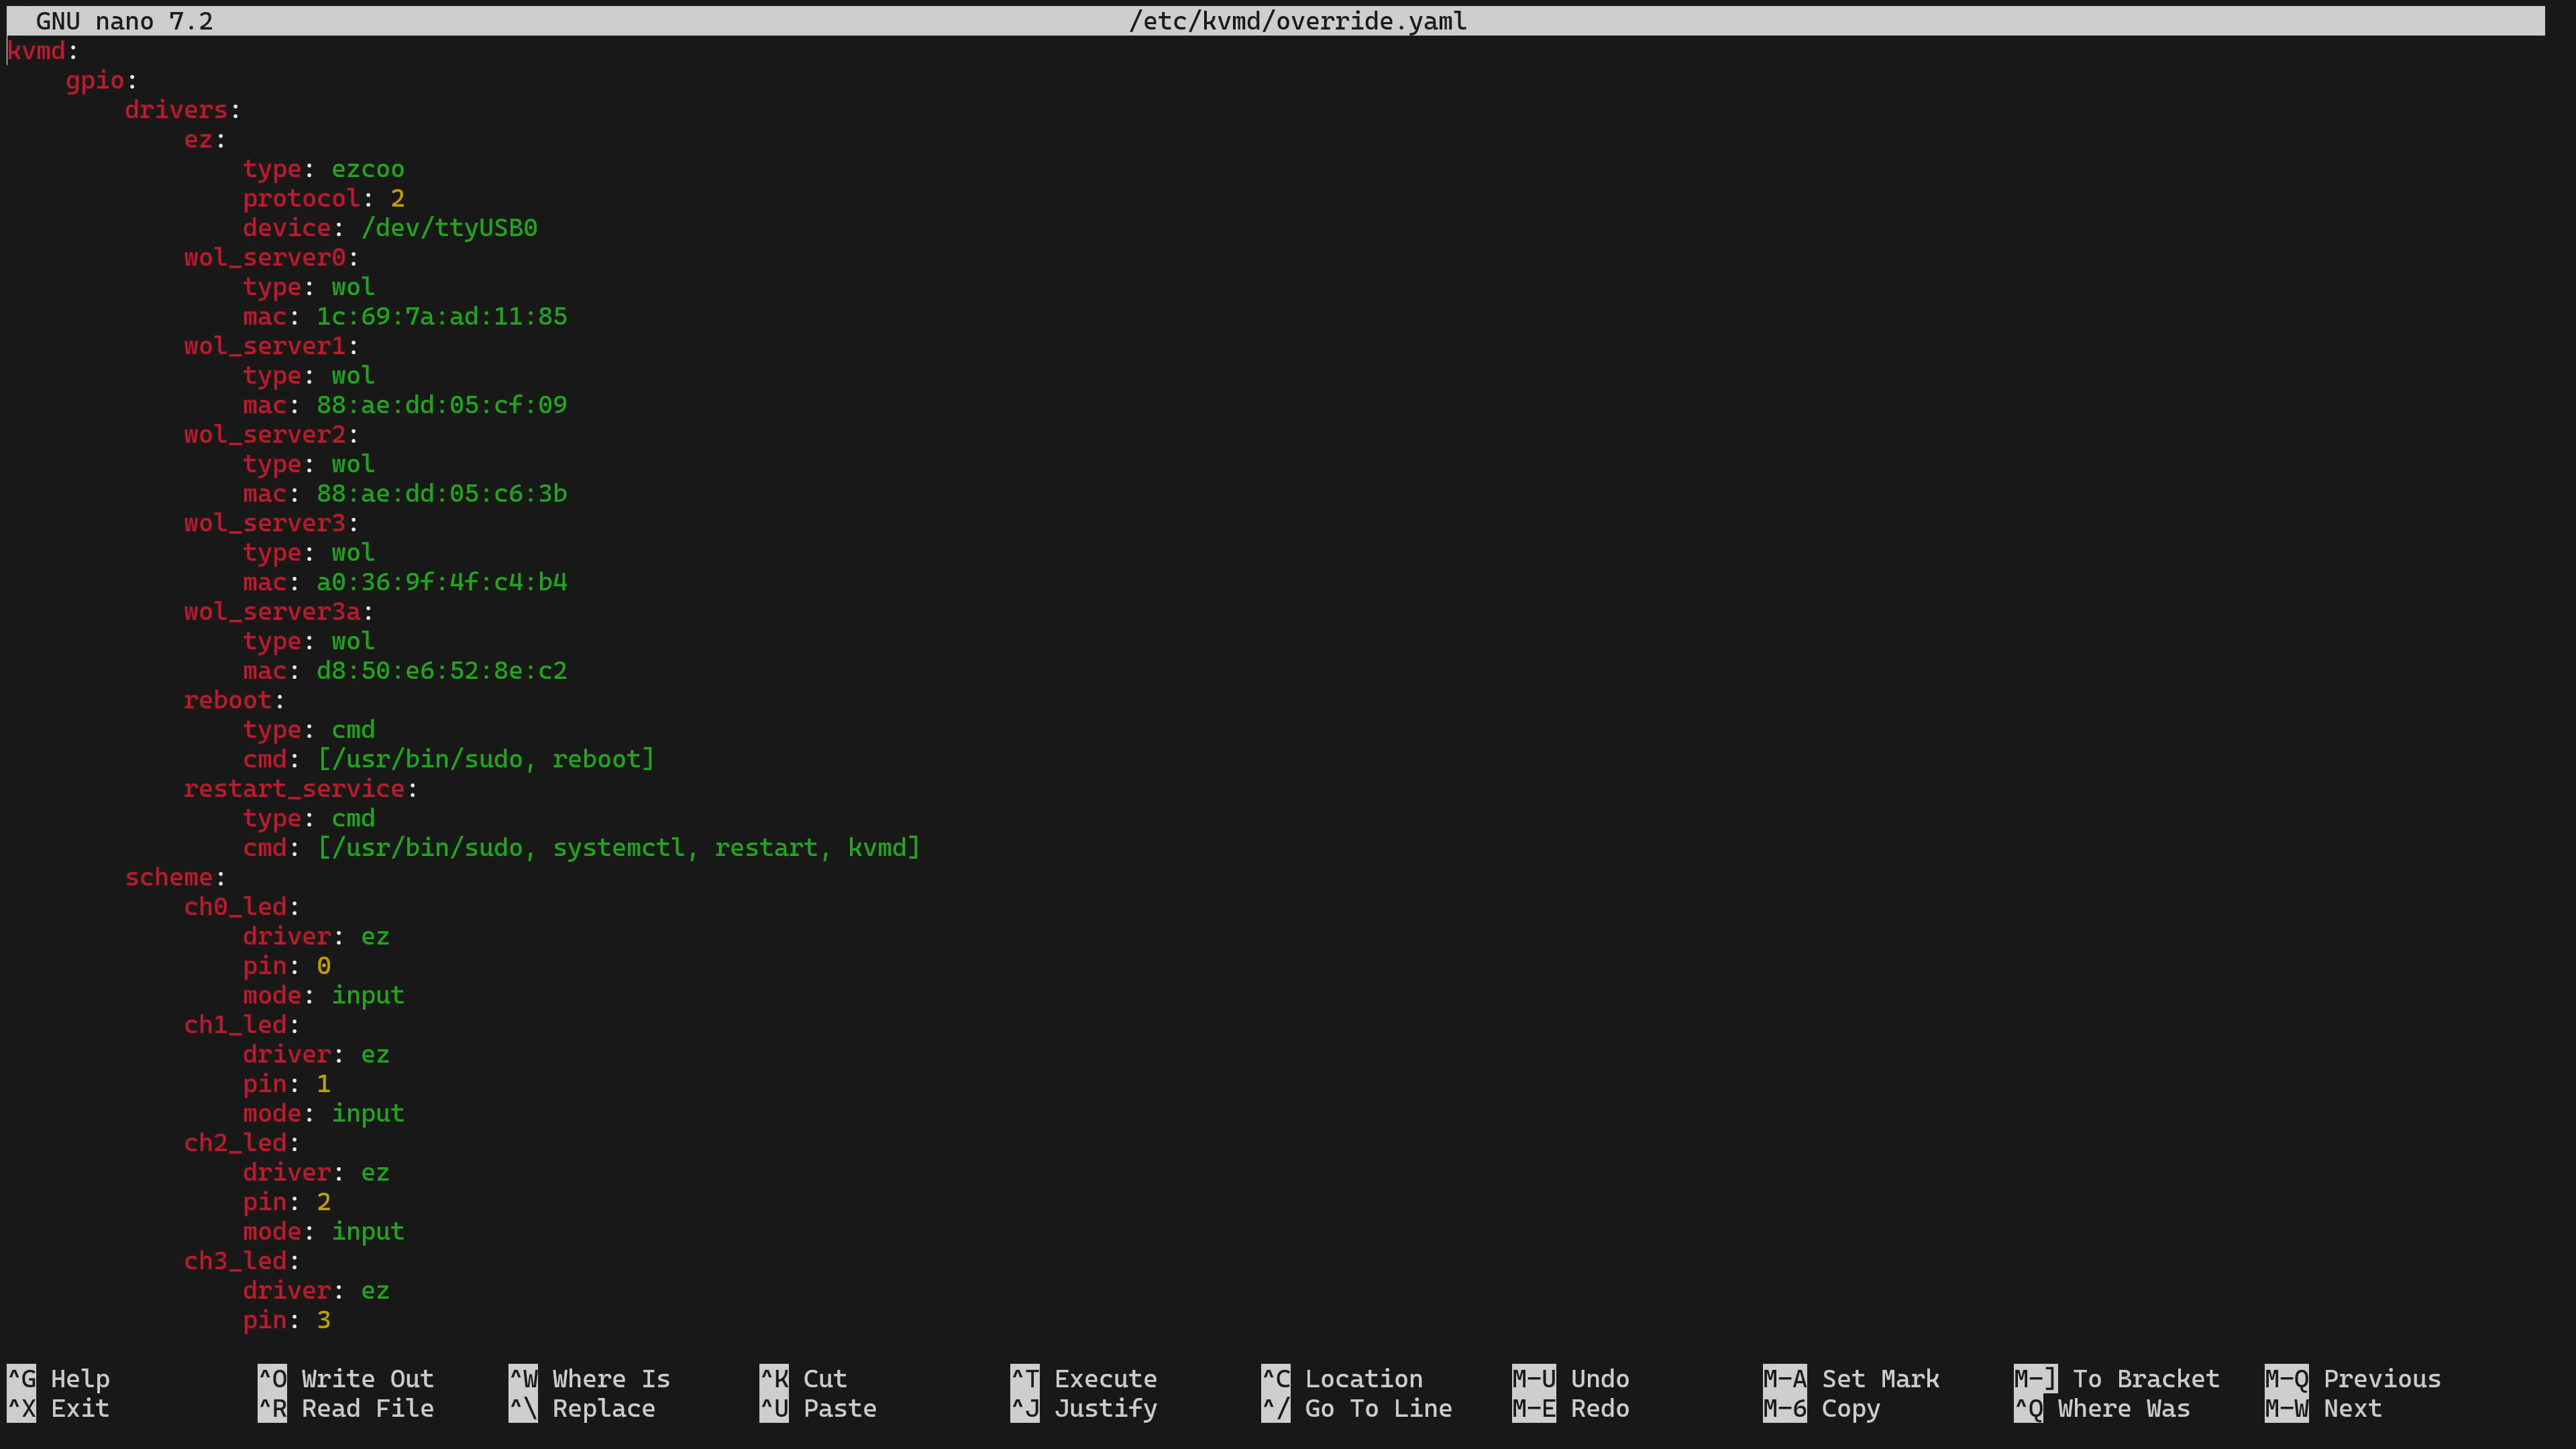 GNU nano 7.2 /etc/kvmd/override.yaml
kvmd:
    gpio:
        drivers:
            ez:
                type: ezcoo
                protocol: 2
                device: /dev/ttyUSB0
            wol_server0:
                type: wol
                mac: 1c:69:7a:ad:11:85
            wol_server1:
                type: wol
                mac: 88:ae:dd:05:cf:09
            wol_server2:
                type: wol
                mac: 88:ae:dd:05:c6:3b
            wol_server3:
                type: wol
                mac: a0:36:9f:4f:c4:b4
            wol_server3a:
                type: wol
                mac: d8:50:e6:52:8e:c2
            reboot:
                type: cmd
                cmd: [/usr/bin/sudo, reboot]
            restart_service:
                type: cmd
                cmd: [/usr/bin/sudo, systemctl, restart, kvmd]
        scheme:
            ch0_led:
                driver: ez
                pin: 0
                mode: input
            ch1_led:
                driver: ez
                pin: 1
                mode: input
            ch2_led:
                driver: ez
                pin: 2
                mode: input
            ch3_led:
                driver: ez
                pin: 3
^G Help ^O Write Out ^W Where Is ^K Cut ^T Execute ^C Location M-U Undo M-A Set Mark M-] To Bracket M-Q Previous
^X Exit ^R Read File ^\ Replace ^U Paste ^J Justify ^/ Go To Line M-E Redo M-6 Copy ^Q Where Was M-W Next